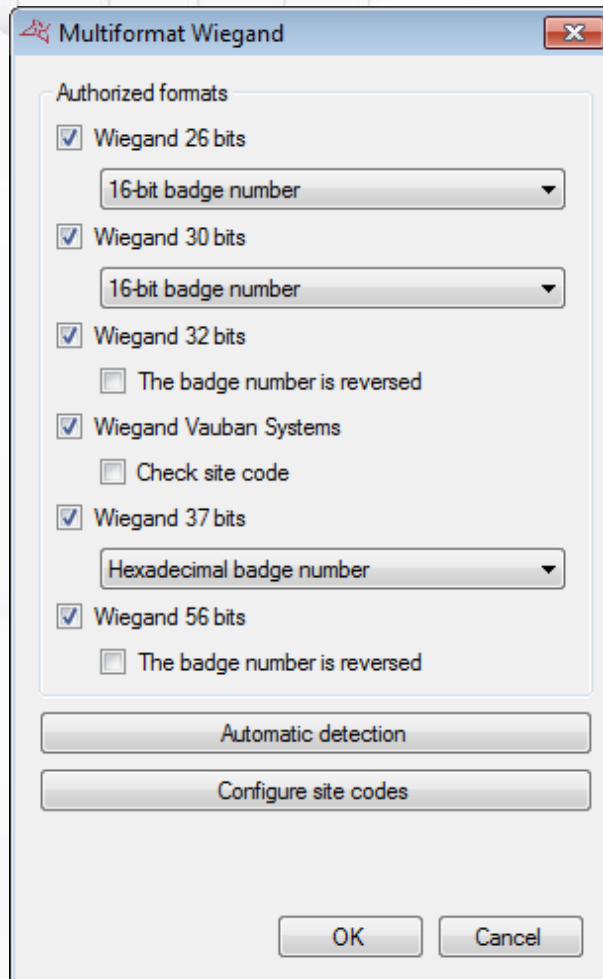 Multiformat Wiegand
Authorized formats
Wiegand 26 bits
16-bit badge number
Wiegand 30 bits
16-bit badge number
Wiegand 32 bits
The badge number is reversed
Wiegand Vauban Systems
Check site code
Wiegand 37 bits
Hexadecimal badge number
Wiegand 56 bits
The badge number is reversed
Automatic detection
Configure site codes
OK Cancel